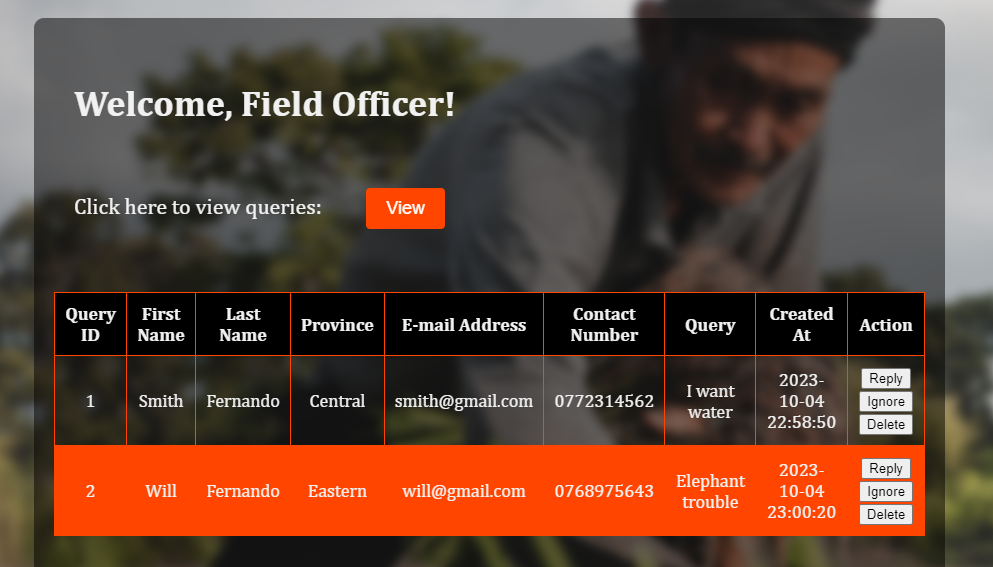 Welcome, Field Officer!
Click here to view queries: View
Query ID First Name Last Name Province E-mail Address Contact Number Query Created At Action
1 Smith Fernando Central smith@gmail.com 0772314562 I want water 2023-10-04 22:58:50 Reply Ignore Delete
2 Will Fernando Eastern will@gmail.com 0768975643 Elephant trouble 2023-10-04 23:00:20 Reply Ignore Delete